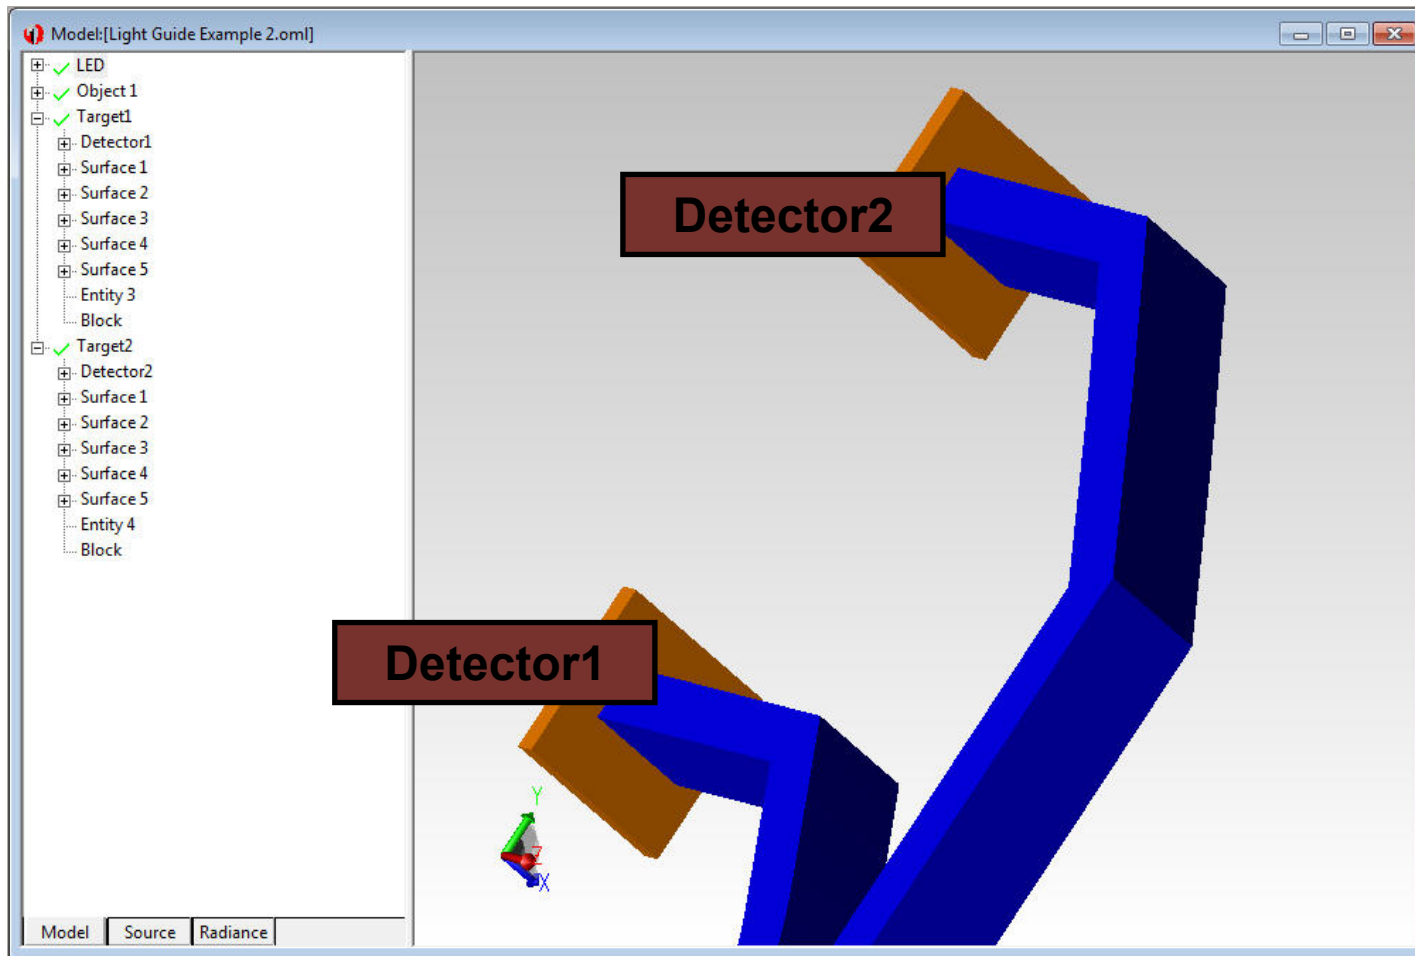 Model:[Light Guide Example 2.oml]
LED
Object 1
Target1
Detector1
Surface 1
Surface 2
Surface 3
Surface 4
Surface 5
Entity 3
Block
Target2
Detector2
Surface 1
Surface 2
Surface 3
Surface 4
Surface 5
Entity 4
Block
Model Source Radiance
Detector2
Detector1
Y
Z
X